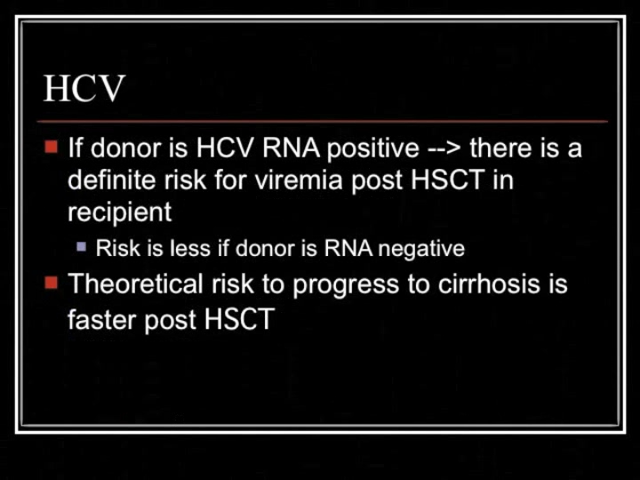 HCV
If donor is HCV RNA positive --> there is a
definite risk for viremia post HSCT in
recipient
Risk is less if donor is RNA negative
Theoretical risk to progress to cirrhosis is
faster post HSCT